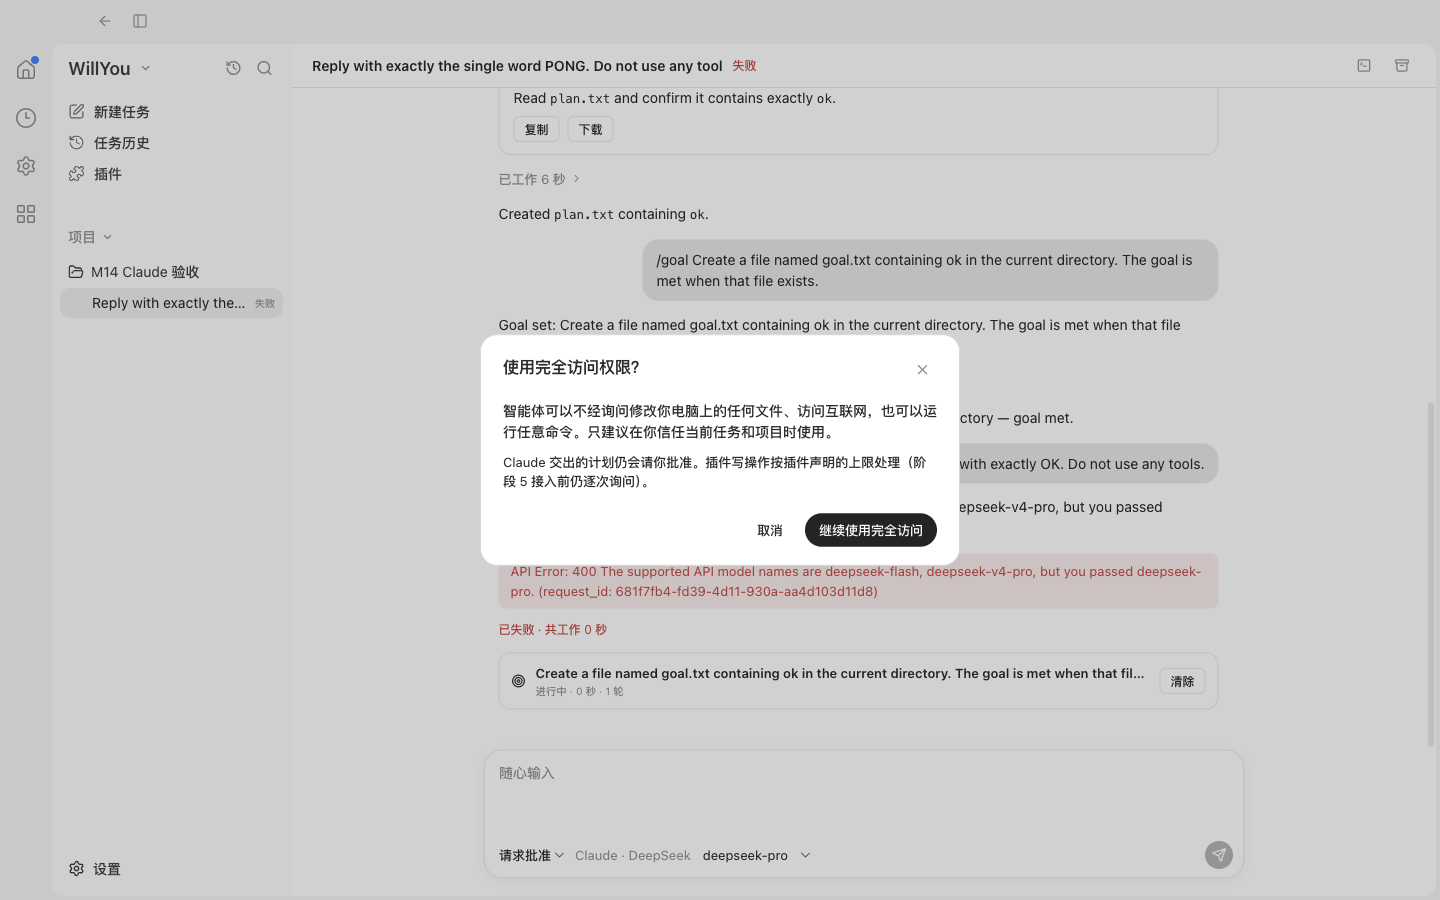 WillYou
新建任务
任务历史
插件
项目
M14 Claude 验收
Reply with exactly the... 失败
设置
Reply with exactly the single word PONG. Do not use any tool 失败
Read plan.txt and confirm it contains exactly ok.
复制 下载
已工作 6 秒
Created plan.txt containing ok.
/goal Create a file named goal.txt containing ok in the current directory. The goal is
met when that file exists.
Goal set: Create a file named goal.txt containing ok in the current directory. The goal is met when that file
使用完全访问权限?
智能体可以不经询问修改你电脑上的任何文件、访问互联网，也可以运
行任意命令。只建议在你信任当前任务和项目时使用。
Claude 交出的计划仍会请你批准。插件写操作按插件声明的上限处理（阶
段 5 接入前仍逐次询问）。
取消 继续使用完全访问
ctory — goal met.
with exactly OK. Do not use any tools.
epseek-v4-pro, but you passed
API Error: 400 The supported API model names are deepseek-flash, deepseek-v4-pro, but you passed deepseek-
pro. (request_id: 681f7fb4-fd39-4d11-930a-aa4d103d11d8)
已失败 · 共工作 0 秒
Create a file named goal.txt containing ok in the current directory. The goal is met when that fil...
进行中 · 0 秒 · 1 轮
清除
随心输入
请求批准 Claude · DeepSeek deepseek-pro